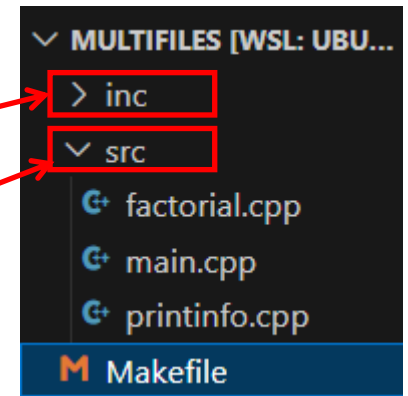 MULTIFILES [WSL: UBU...
inc
src
factorial.cpp
main.cpp
printinfo.cpp
M Makefile